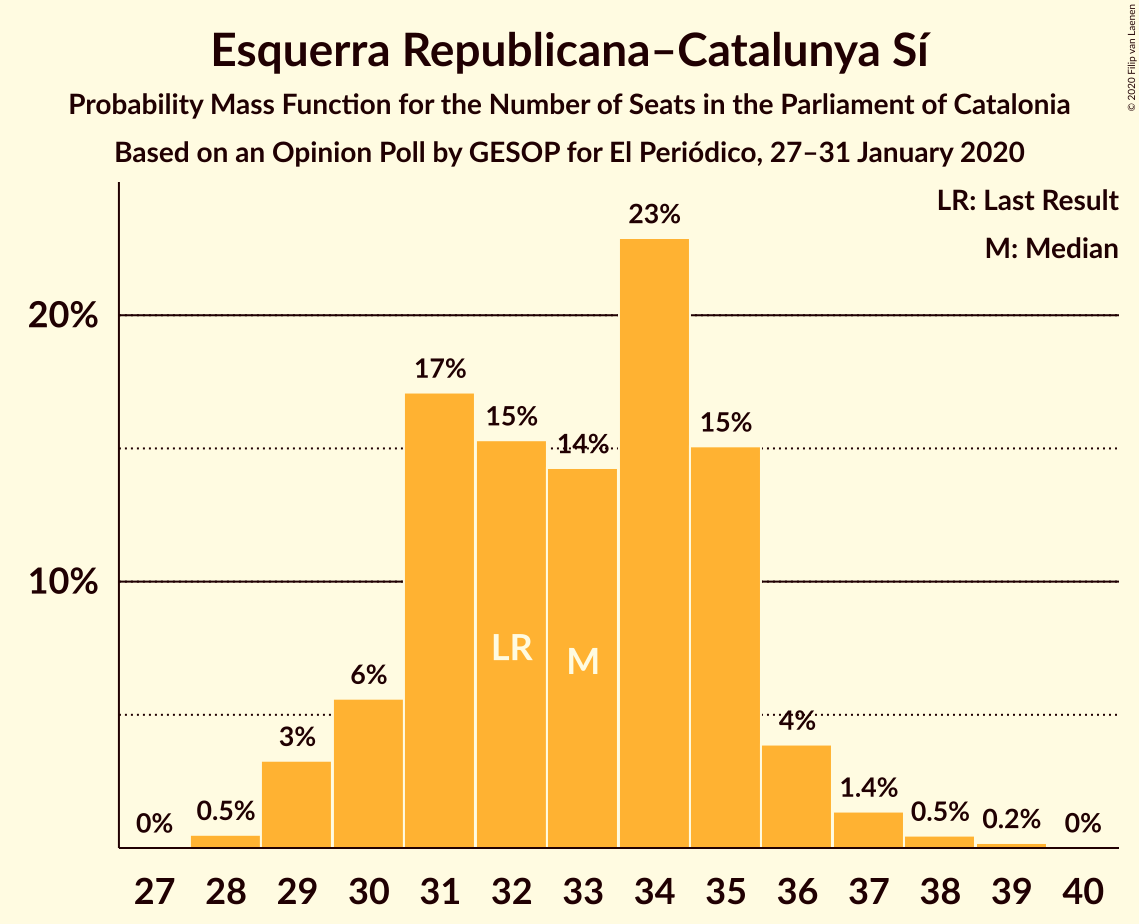 Esquerra Republicana–Catalunya Sí
Probability Mass Function for the Number of Seats in the Parliament of Catalonia
Based on an Opinion Poll by GESOP for El Periódico, 27–31 January 2020
© 2020 Filip van Laenen
LR: Last Result
M: Median
20%
10%
0%
0.5%
3%
6%
17%
15%
14%
23%
15%
4%
1.4%
0.5%
0.2%
0%
LR
M
27 28 29 30 31 32 33 34 35 36 37 38 39 40